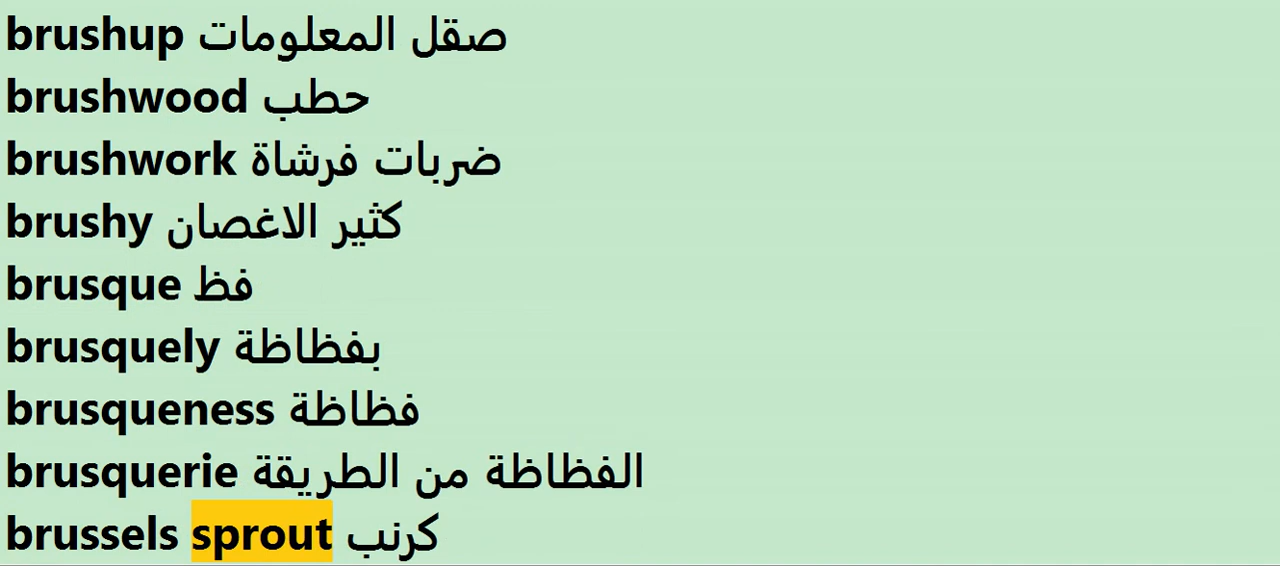 brushup صقل المعلومات
brushwood حطب
brushwork ضربات فرشاة
brushy كثير الاغصان
brusque فظ
brusquely بفظاظة
brusqueness فظاظة
brusquerie الفظاظة من الطريقة
brussels sprout كرنب